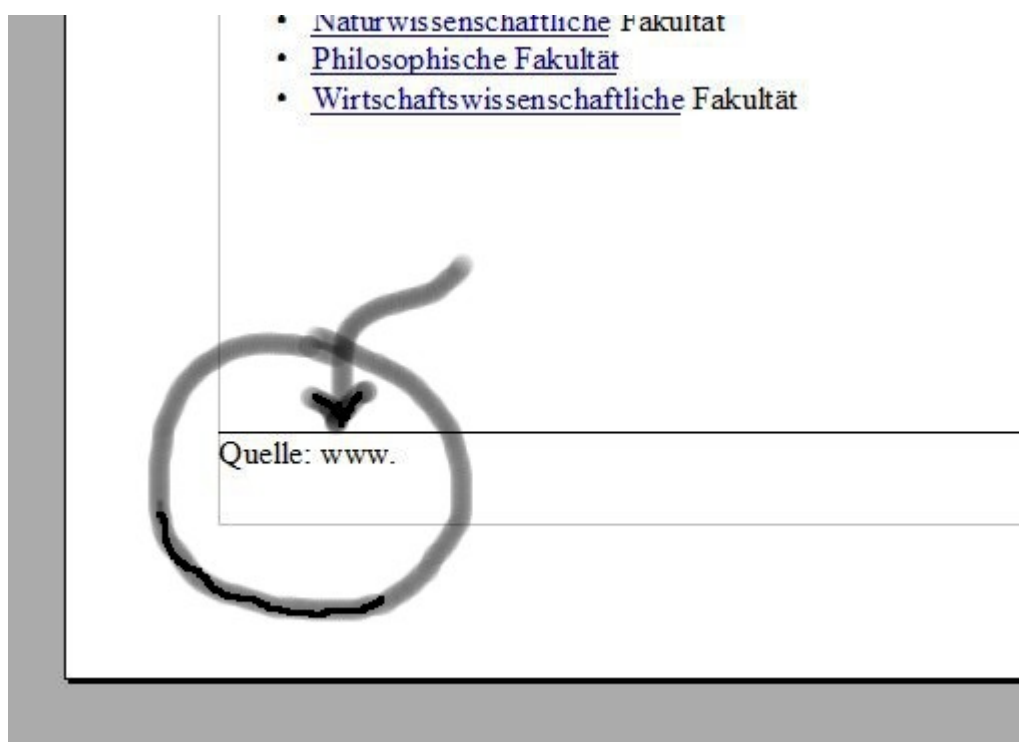 • Naturwissenschaftliche Fakultät
• Philosophische Fakultät
• Wirtschaftswissenschaftliche Fakultät
Quelle: www.